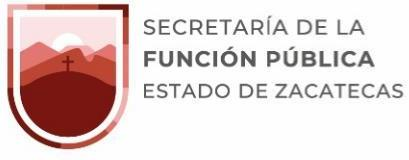 SECRETARÍA DE LA
FUNCIÓN PÚBLICA
ESTADO DE ZACATECAS